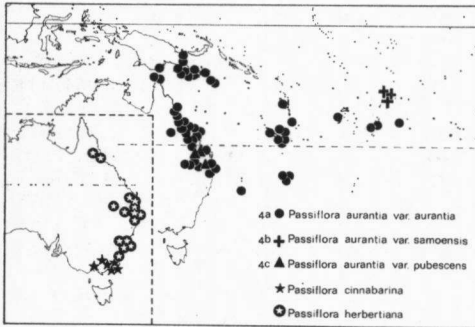 4a ● Passiflora aurantia var. aurantia
4b ✚ Passiflora aurantia var. samoensis
4c ▲ Passiflora aurantia var. pubescens
★ Passiflora cinnabarina
✪ Passiflora herbertiana